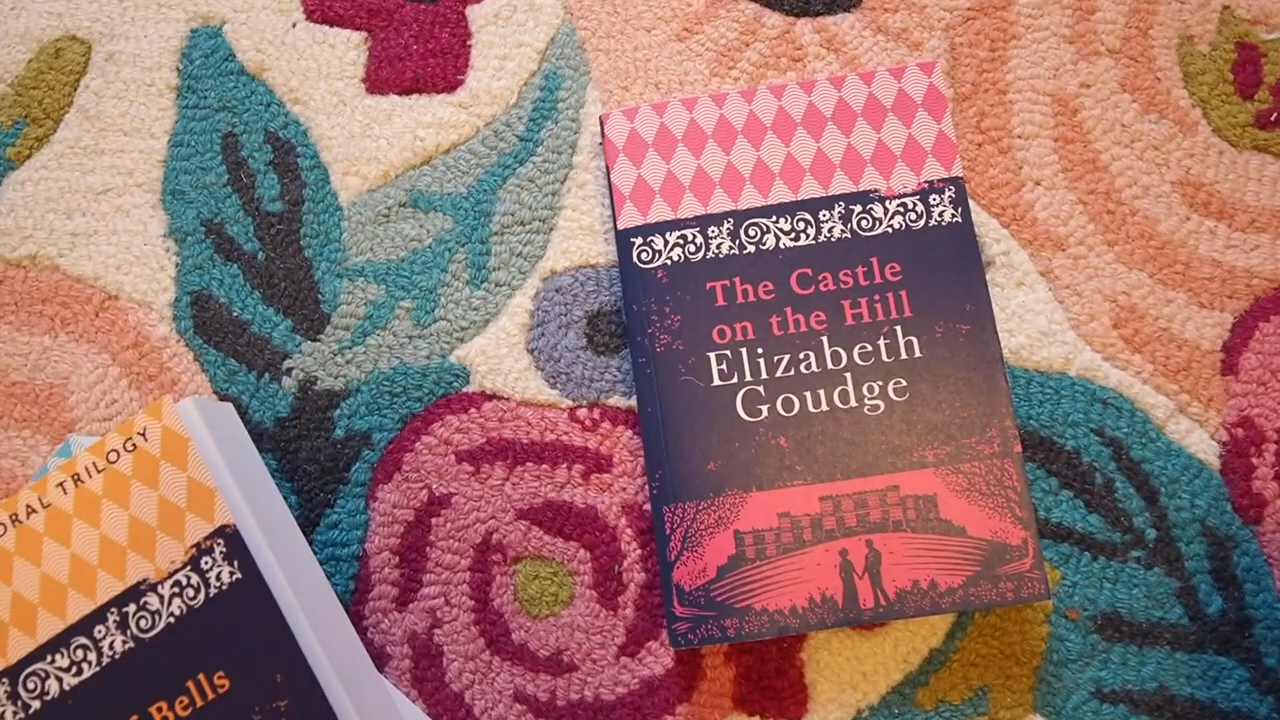 The Castle
on the Hill
Elizabeth
Goudge
ORAL TRILOGY
Bells